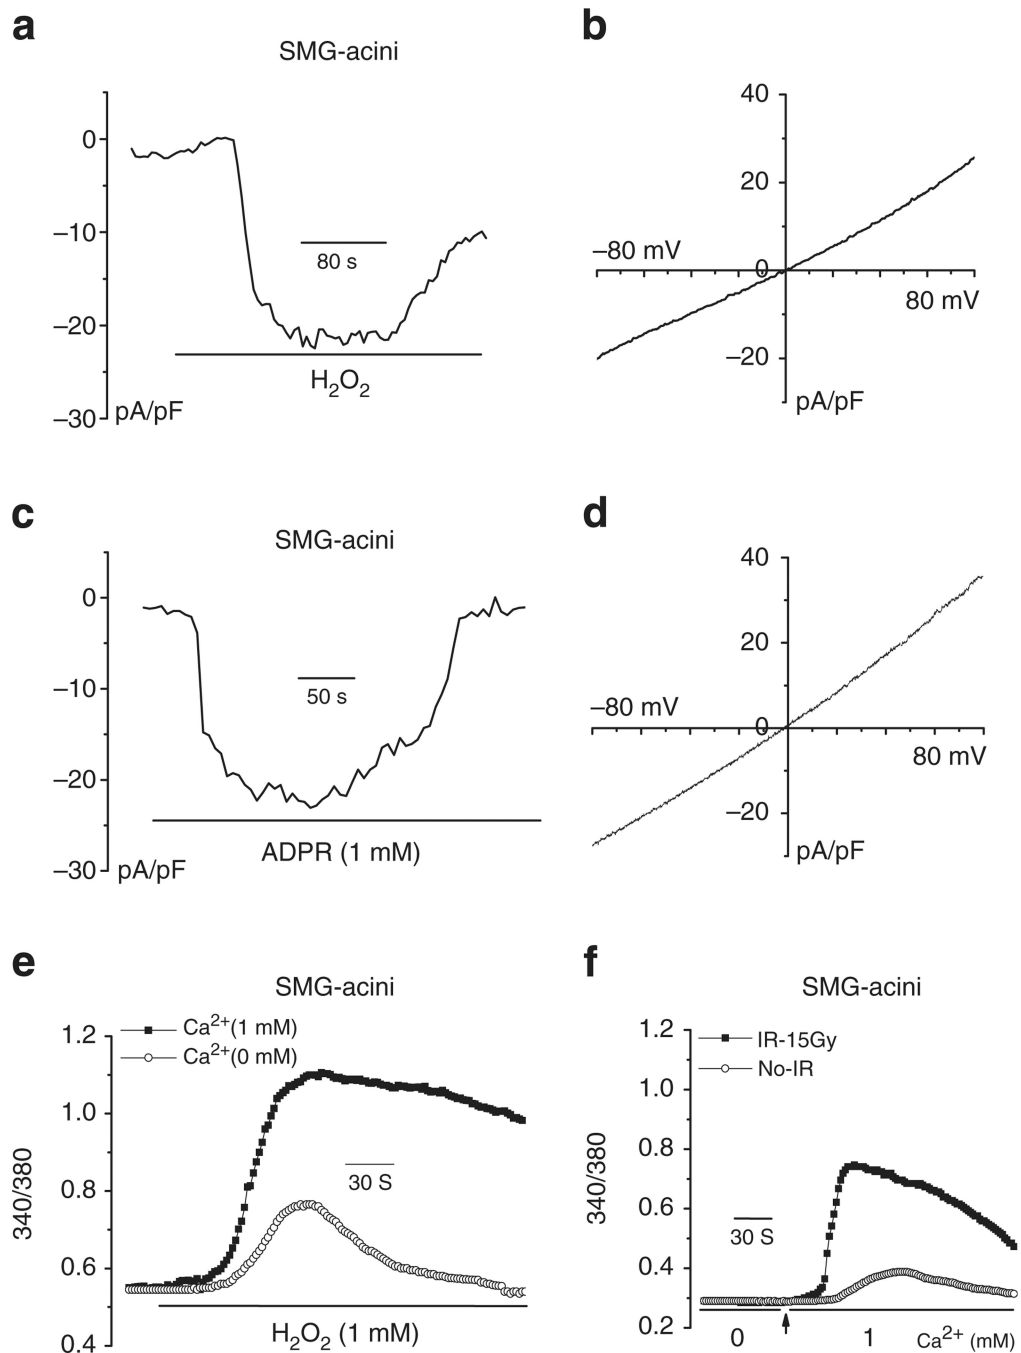 a
SMG-acini
0
–10
–20
–30
pA/pF
80 s
H2O2
b
40
20
0
–20
–80 mV
80 mV
pA/pF
c
SMG-acini
0
–10
–20
–30
pA/pF
50 s
ADPR (1 mM)
d
40
20
0
–20
–80 mV
80 mV
pA/pF
e
SMG-acini
Ca2+(1 mM)
Ca2+(0 mM)
1.2
1.0
0.8
0.6
0.4
340/380
30 S
H2O2 (1 mM)
f
SMG-acini
IR-15Gy
No-IR
1.2
1.0
0.8
0.6
0.4
0.2
340/380
30 S
0 1 Ca2+ (mM)